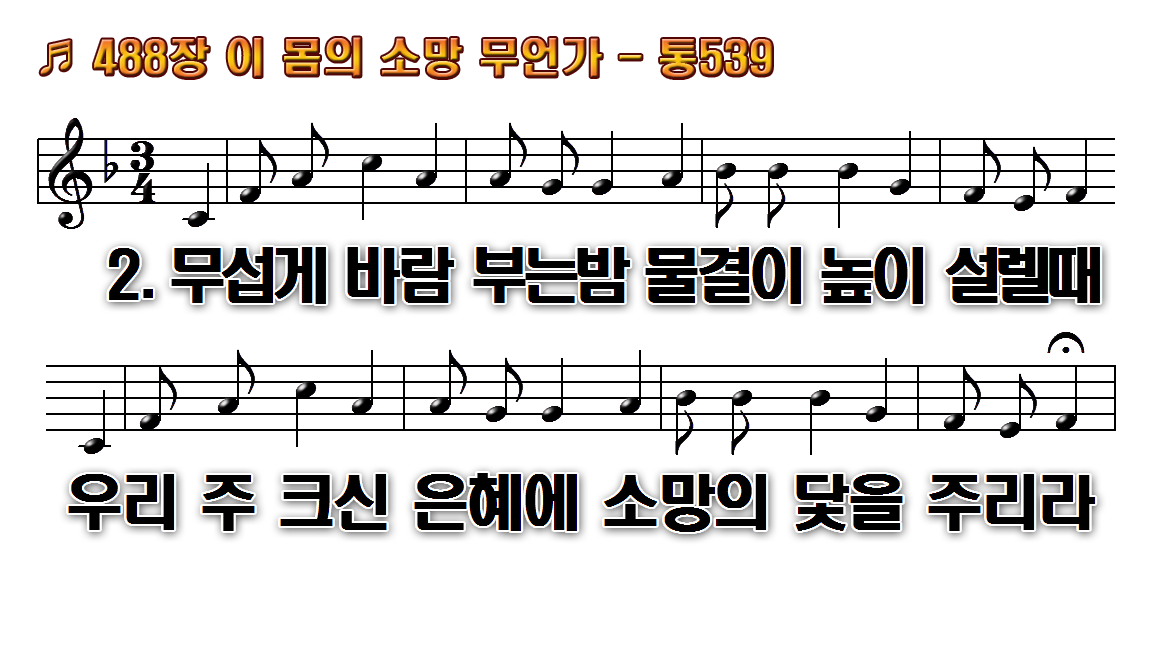 488장 이 몸의 소망 무언가 - 통539
3
4
2. 무섭게 바람 부는밤 물결이 높이 설렐때
우리 주 크신 은혜에 소망의 닻을 주리라